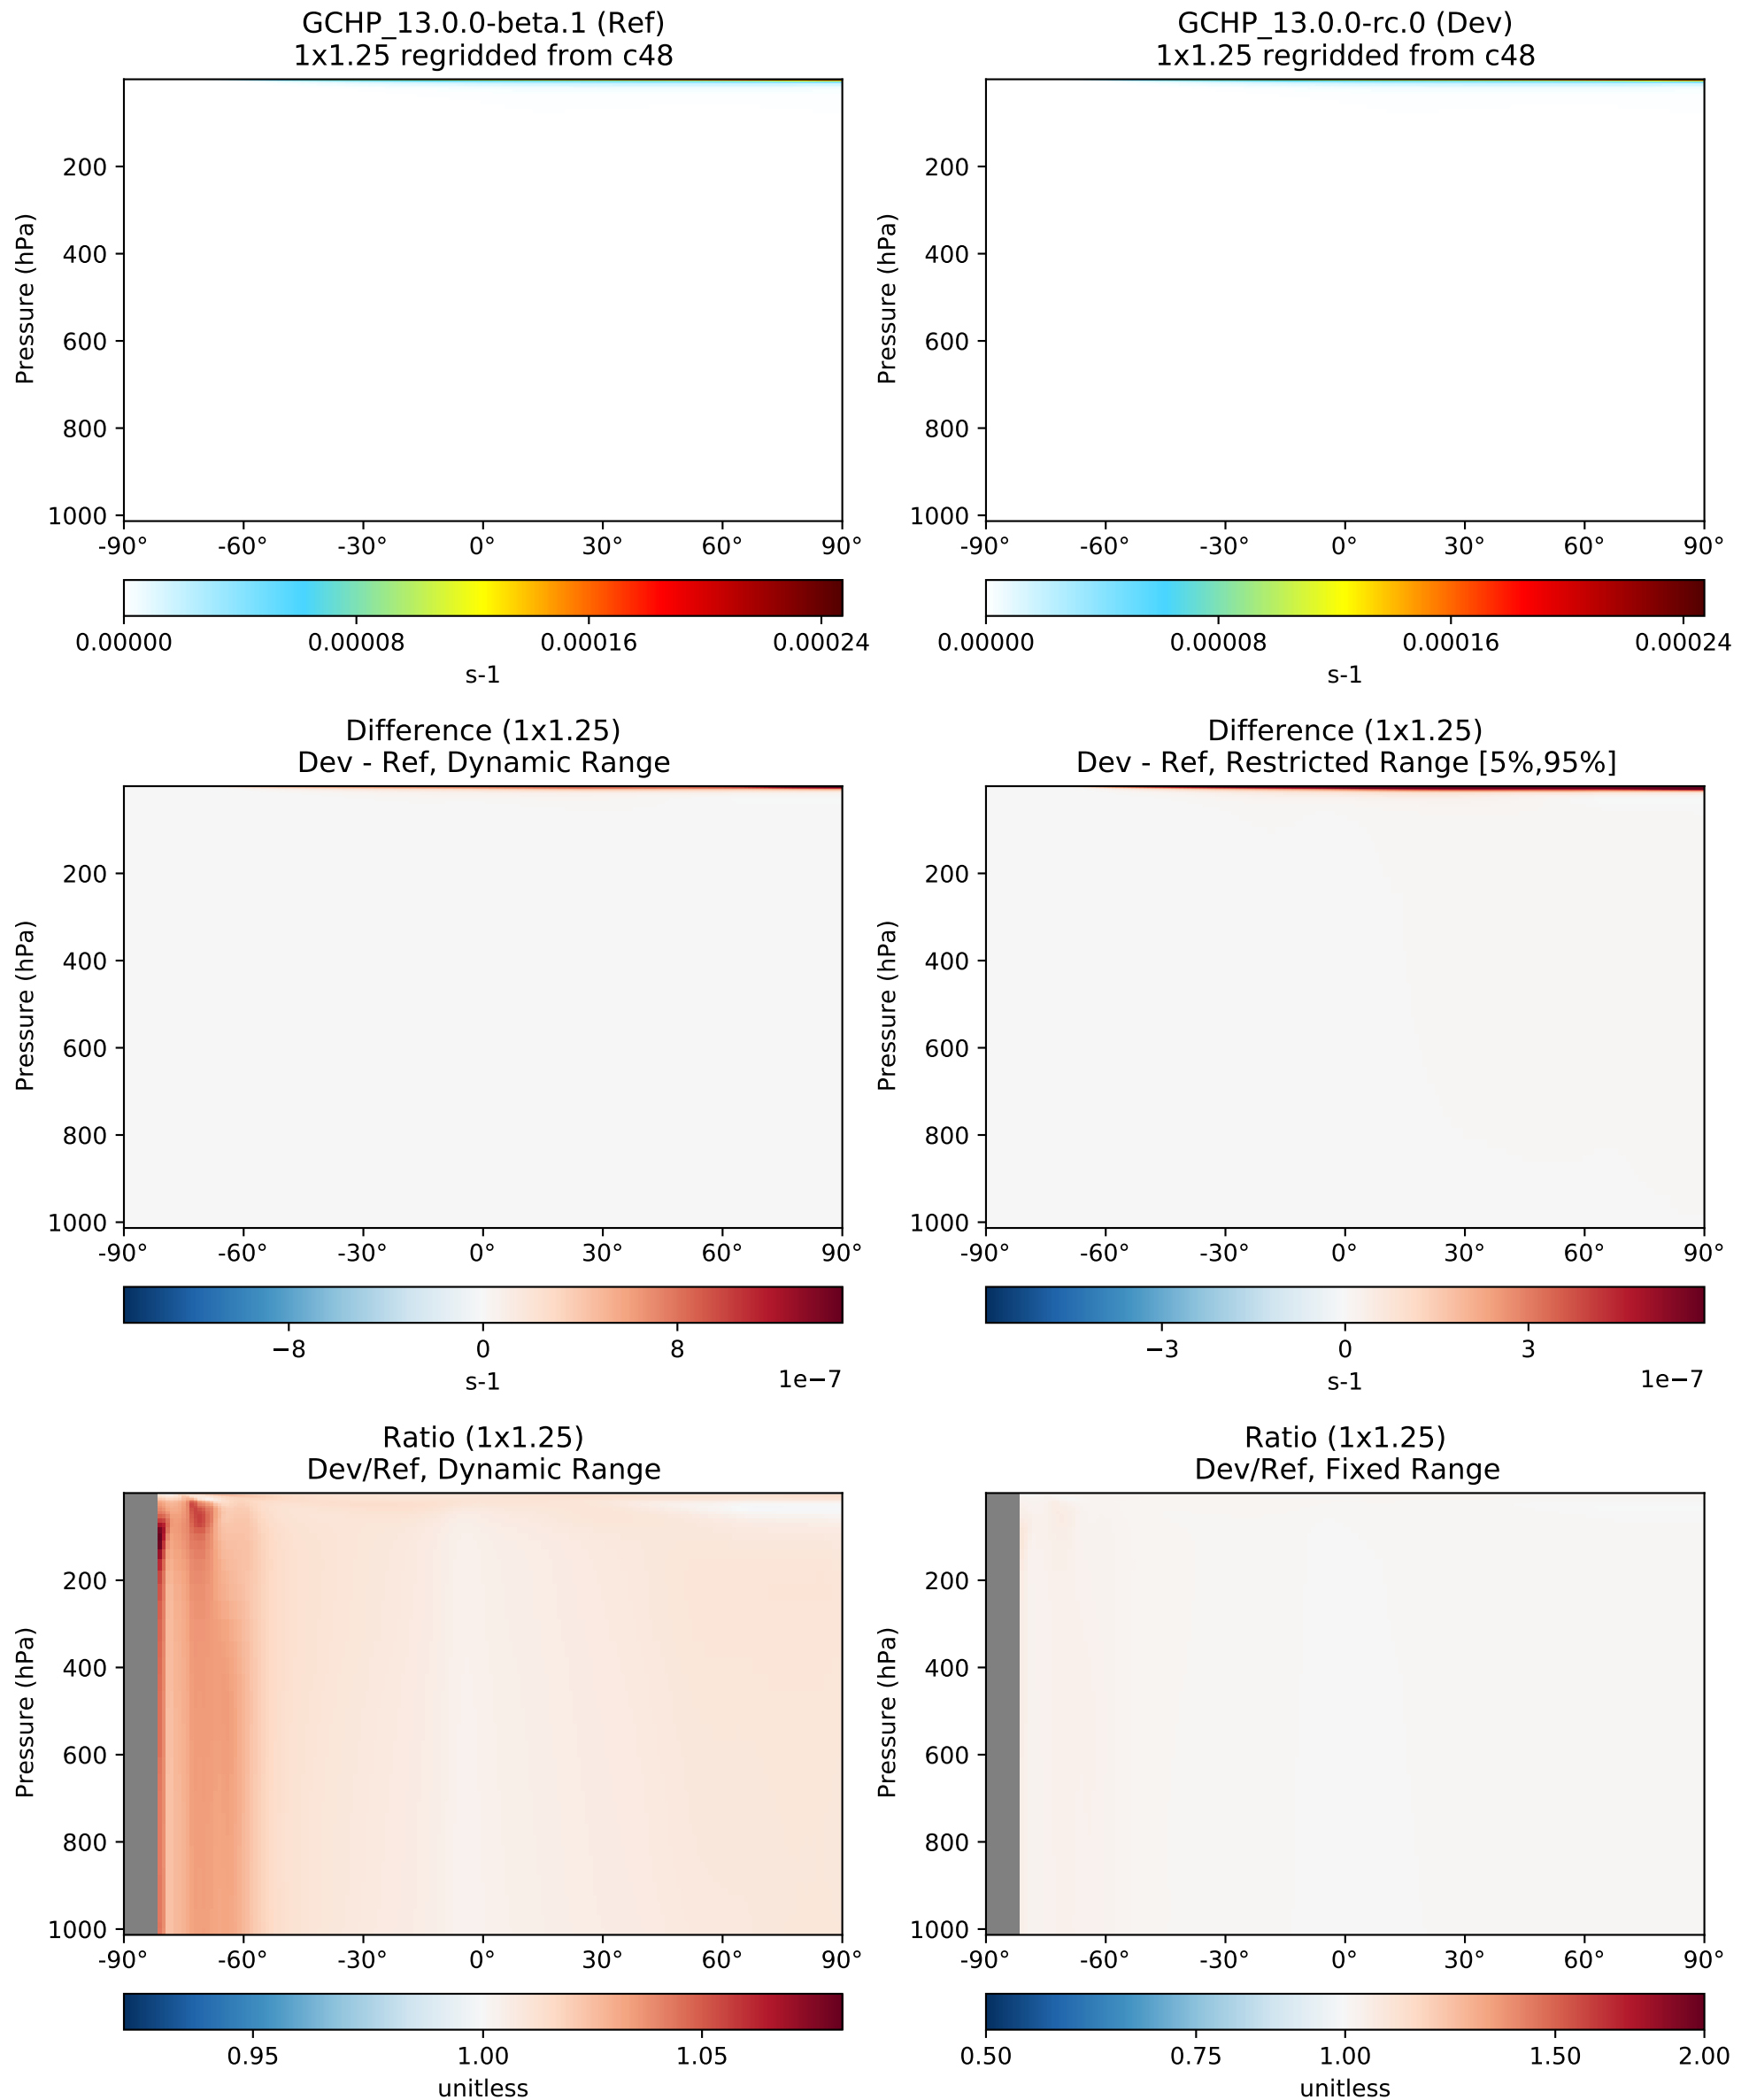 GCHP_13.0.0-beta.1 (Ref)
1x1.25 regridded from c48
Pressure (hPa)
200
400
600
800
1000
-90° -60° -30° 0° 30° 60° 90°
0.00000 0.00008 0.00016 0.00024
s-1
GCHP_13.0.0-rc.0 (Dev)
1x1.25 regridded from c48
Pressure (hPa)
200
400
600
800
1000
-90° -60° -30° 0° 30° 60° 90°
0.00000 0.00008 0.00016 0.00024
s-1
Difference (1x1.25)
Dev - Ref, Dynamic Range
Pressure (hPa)
200
400
600
800
1000
-90° -60° -30° 0° 30° 60° 90°
−8 0 8
s-1 1e−7
Difference (1x1.25)
Dev - Ref, Restricted Range [5%,95%]
Pressure (hPa)
200
400
600
800
1000
-90° -60° -30° 0° 30° 60° 90°
−3 0 3
s-1 1e−7
Ratio (1x1.25)
Dev/Ref, Dynamic Range
Pressure (hPa)
200
400
600
800
1000
-90° -60° -30° 0° 30° 60° 90°
0.95 1.00 1.05
unitless
Ratio (1x1.25)
Dev/Ref, Fixed Range
Pressure (hPa)
200
400
600
800
1000
-90° -60° -30° 0° 30° 60° 90°
0.50 0.75 1.00 1.50 2.00
unitless